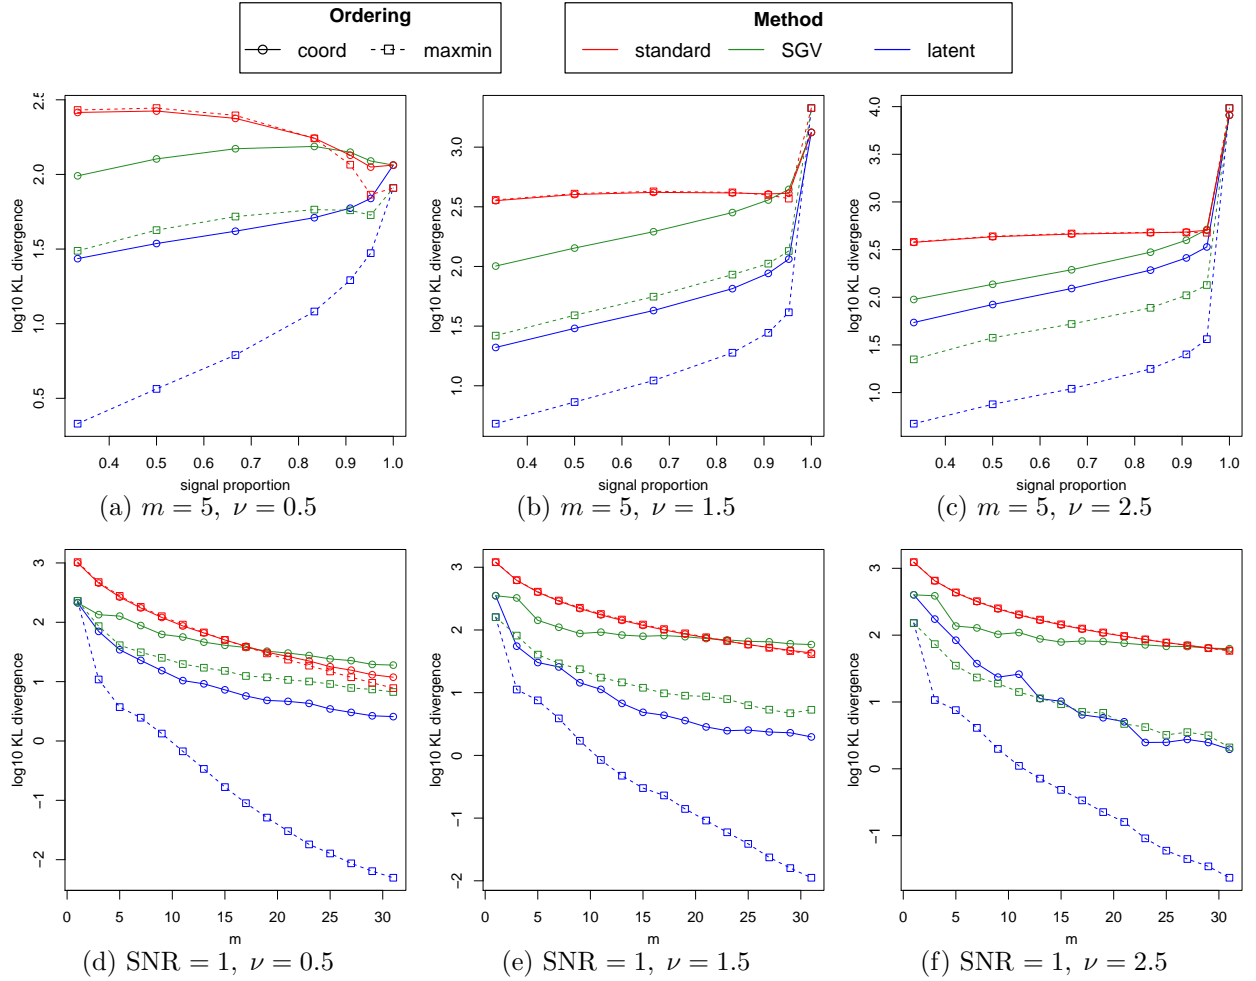 Ordering
coord maxmin
Method
standard SGV latent
log10 KL divergence
0.5 1.0 1.5 2.0 2.5
0.4 0.5 0.6 0.7 0.8 0.9 1.0
signal proportion
(a) m = 5, ν = 0.5
log10 KL divergence
1.0 1.5 2.0 2.5 3.0
0.4 0.5 0.6 0.7 0.8 0.9 1.0
signal proportion
(b) m = 5, ν = 1.5
log10 KL divergence
1.0 1.5 2.0 2.5 3.0 3.5 4.0
0.4 0.5 0.6 0.7 0.8 0.9 1.0
signal proportion
(c) m = 5, ν = 2.5
log10 KL divergence
−2 −1 0 1 2 3
0 5 10 15 20 25 30
m
(d) SNR = 1, ν = 0.5
log10 KL divergence
−2 −1 0 1 2 3
0 5 10 15 20 25 30
m
(e) SNR = 1, ν = 1.5
log10 KL divergence
−1 0 1 2 3
0 5 10 15 20 25 30
m
(f) SNR = 1, ν = 2.5